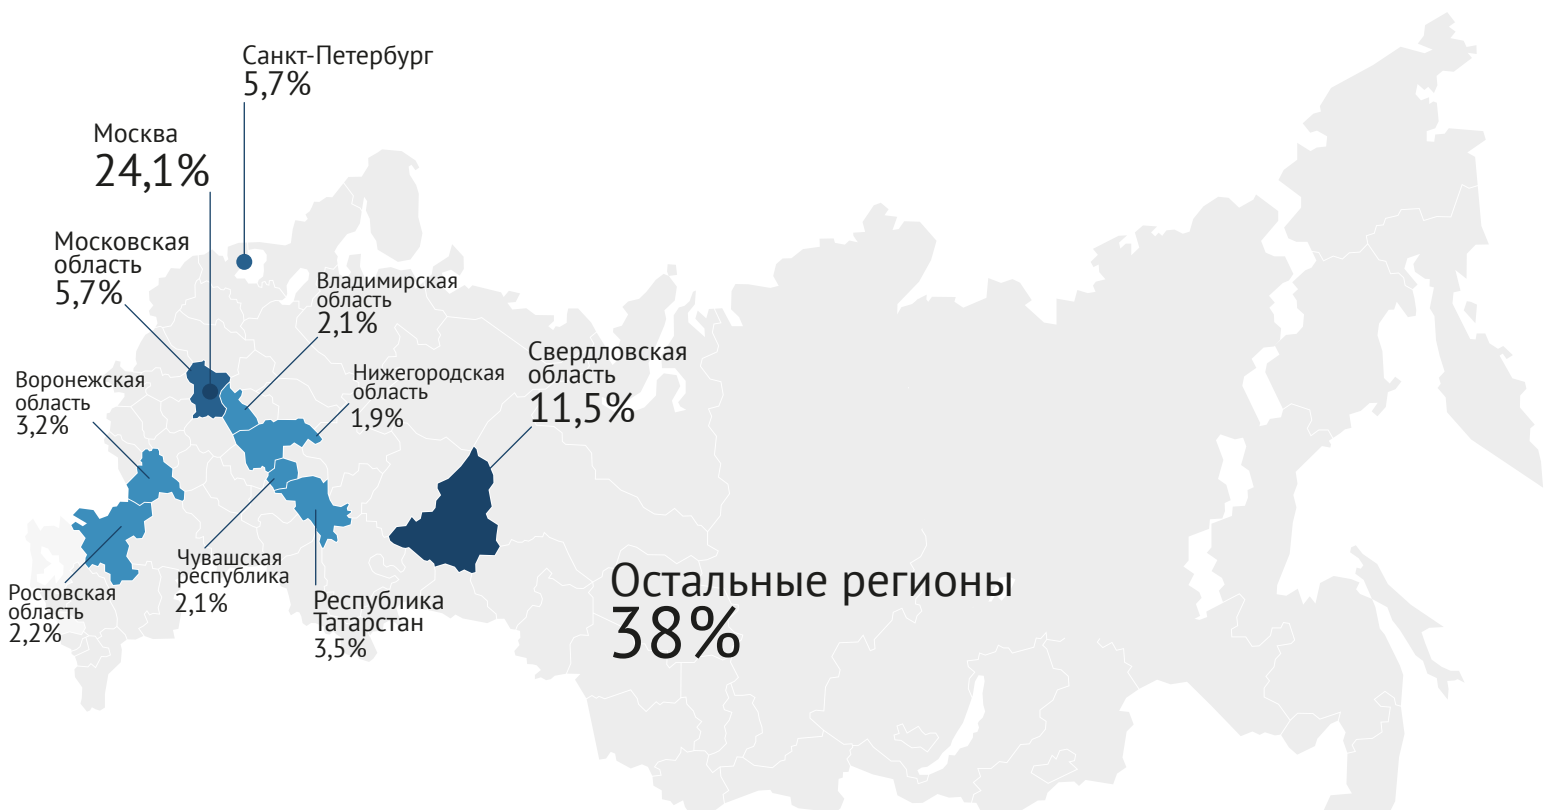 Санкт-Петербург
5,7%
Москва
24,1%
Московская
область
5,7%
Владимирская
область
2,1%
Свердловская
область
11,5%
Нижегородская
область
1,9%
Воронежская
область
3,2%
Чувашская
республика
2,1%
Республика
Татарстан
3,5%
Ростовская
область
2,2%
Остальные регионы
38%